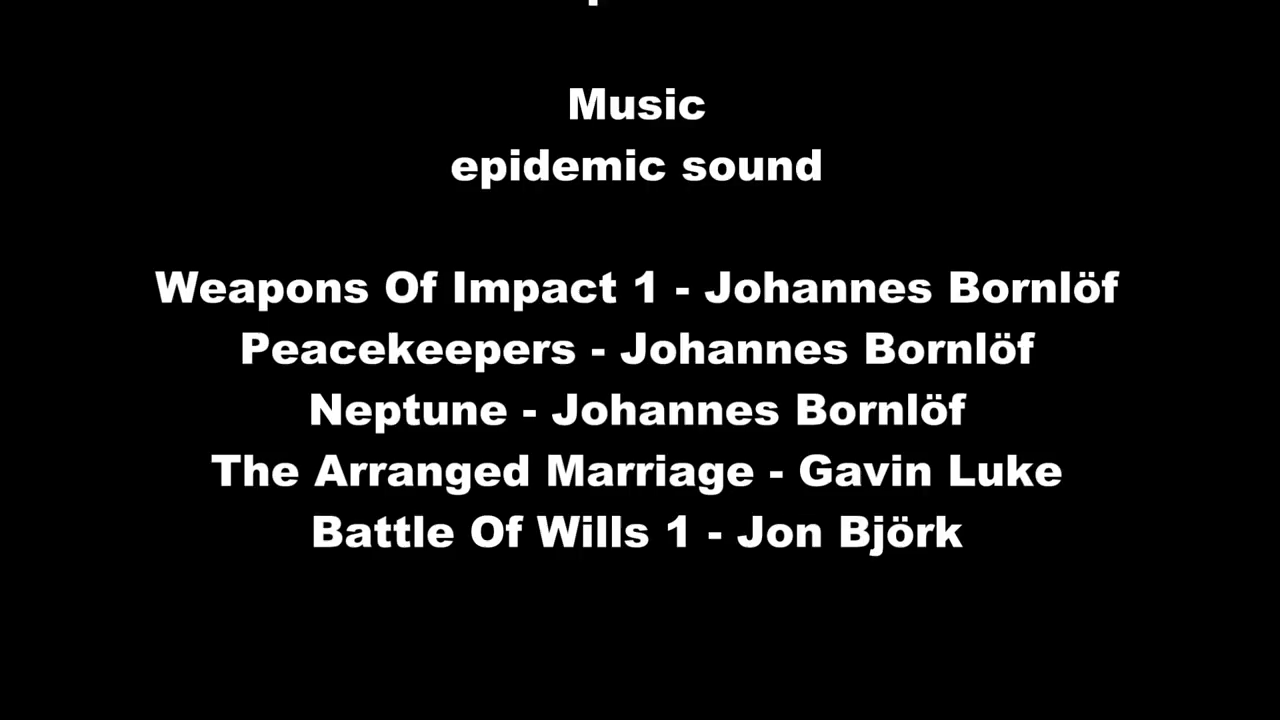 Music
epidemic sound
Weapons Of Impact 1 - Johannes Bornlöf
Peacekeepers - Johannes Bornlöf
Neptune - Johannes Bornlöf
The Arranged Marriage - Gavin Luke
Battle Of Wills 1 - Jon Björk